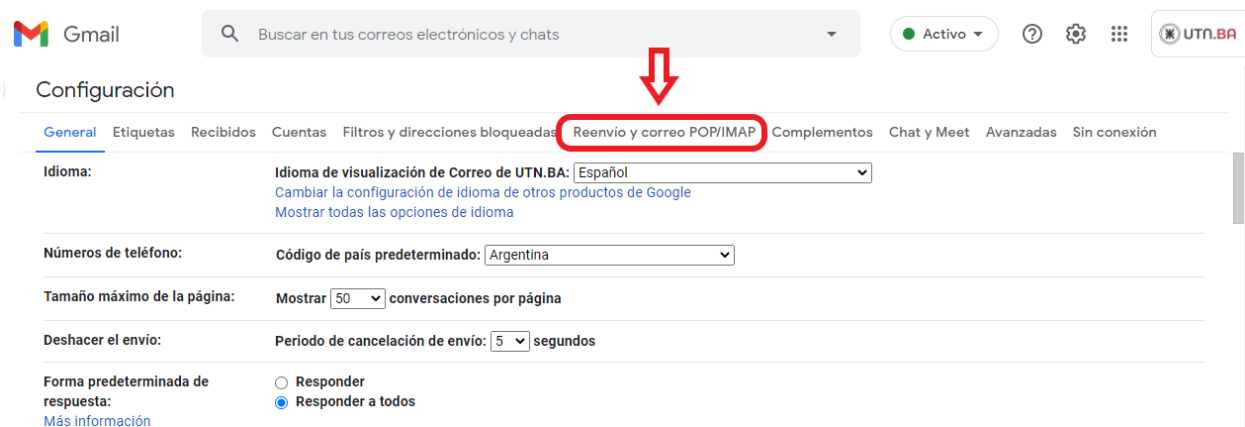 Gmail
Buscar en tus correos electrónicos y chats
Activo
UTN.BA
Configuración
General Etiquetas Recibidos Cuentas Filtros y direcciones bloqueadas Reenvío y correo POP/IMAP Complementos Chat y Meet Avanzadas Sin conexión
Idioma: Idioma de visualización de Correo de UTN.BA: Español
Cambiar la configuración de idioma de otros productos de Google
Mostrar todas las opciones de idioma
Números de teléfono: Código de país predeterminado: Argentina
Tamaño máximo de la página: Mostrar 50 conversaciones por página
Deshacer el envío: Periodo de cancelación de envío: 5 segundos
Forma predeterminada de Responder
respuesta: Responder a todos
Más información